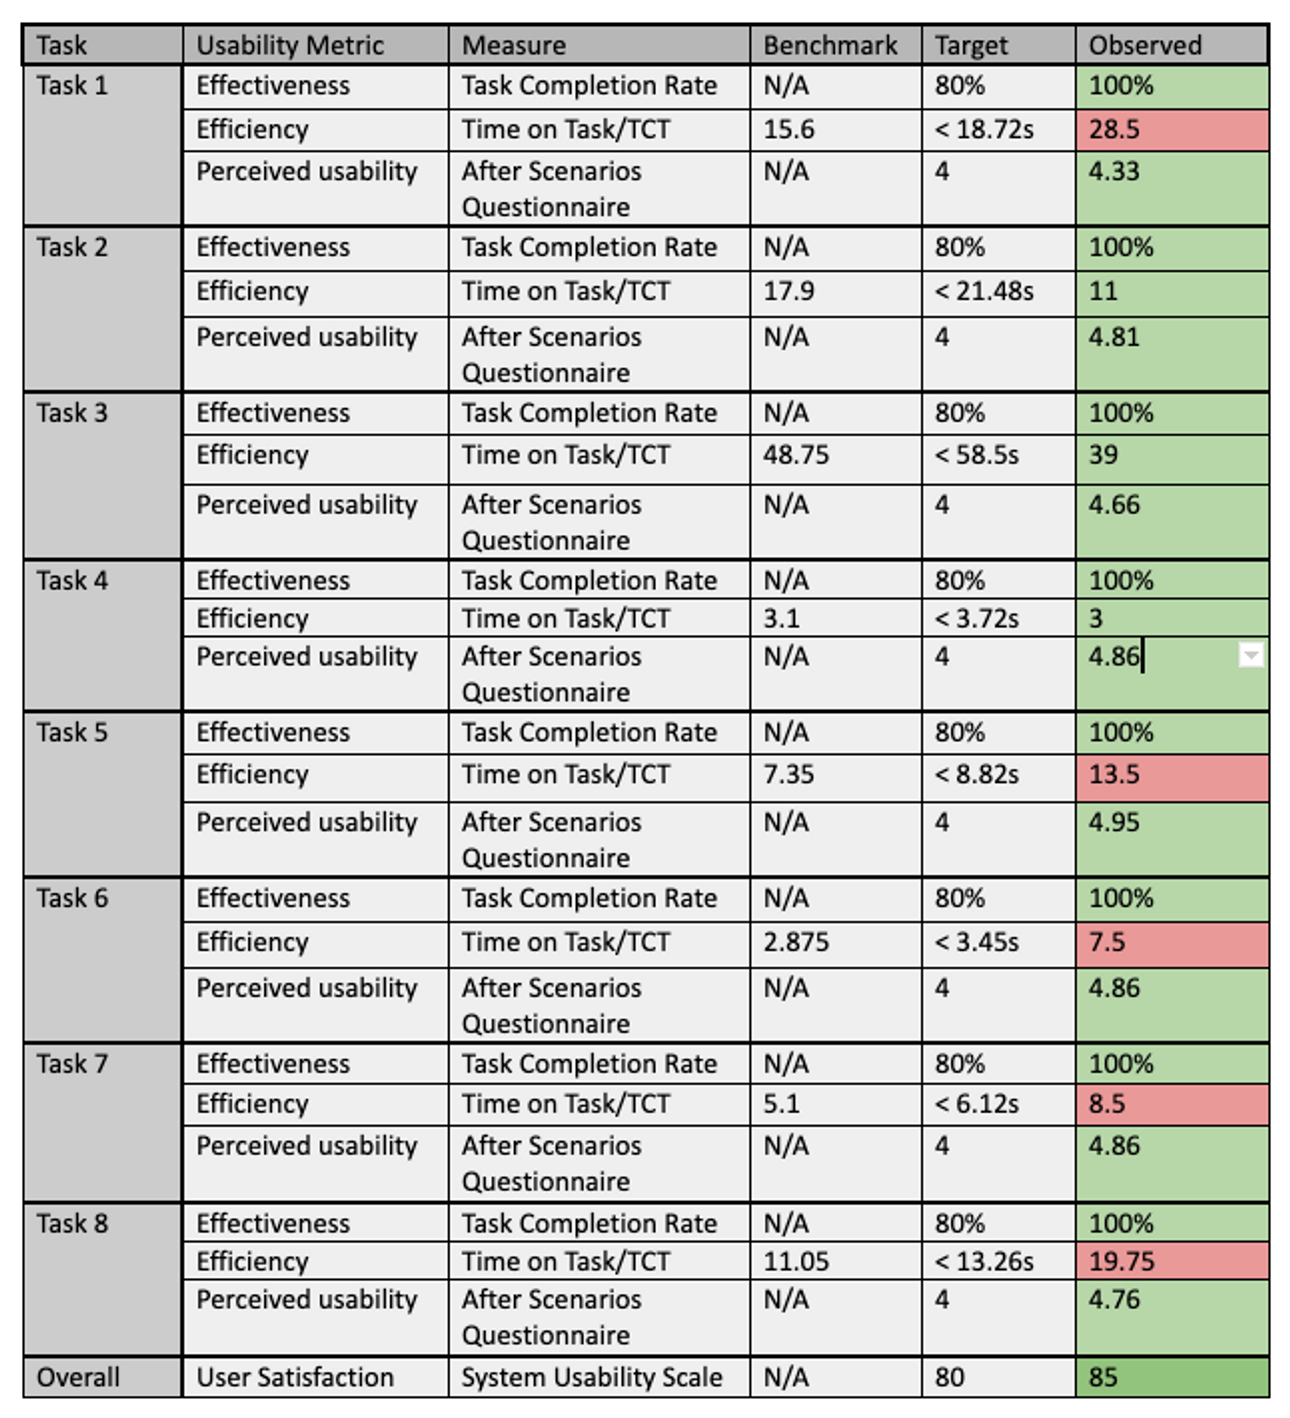 Task Usability Metric Measure Benchmark Target Observed
Task 1 Effectiveness Task Completion Rate N/A 80% 100%
Efficiency Time on Task/TCT 15.6 < 18.72s 28.5
Perceived usability After Scenarios N/A 4 4.33
Questionnaire
Task 2 Effectiveness Task Completion Rate N/A 80% 100%
Efficiency Time on Task/TCT 17.9 < 21.48s 11
Perceived usability After Scenarios N/A 4 4.81
Questionnaire
Task 3 Effectiveness Task Completion Rate N/A 80% 100%
Efficiency Time on Task/TCT 48.75 < 58.5s 39
Perceived usability After Scenarios N/A 4 4.66
Questionnaire
Task 4 Effectiveness Task Completion Rate N/A 80% 100%
Efficiency Time on Task/TCT 3.1 < 3.72s 3
Perceived usability After Scenarios N/A 4 4.86
Questionnaire
Task 5 Effectiveness Task Completion Rate N/A 80% 100%
Efficiency Time on Task/TCT 7.35 < 8.82s 13.5
Perceived usability After Scenarios N/A 4 4.95
Questionnaire
Task 6 Effectiveness Task Completion Rate N/A 80% 100%
Efficiency Time on Task/TCT 2.875 < 3.45s 7.5
Perceived usability After Scenarios N/A 4 4.86
Questionnaire
Task 7 Effectiveness Task Completion Rate N/A 80% 100%
Efficiency Time on Task/TCT 5.1 < 6.12s 8.5
Perceived usability After Scenarios N/A 4 4.86
Questionnaire
Task 8 Effectiveness Task Completion Rate N/A 80% 100%
Efficiency Time on Task/TCT 11.05 < 13.26s 19.75
Perceived usability After Scenarios N/A 4 4.76
Questionnaire
Overall User Satisfaction System Usability Scale N/A 80 85